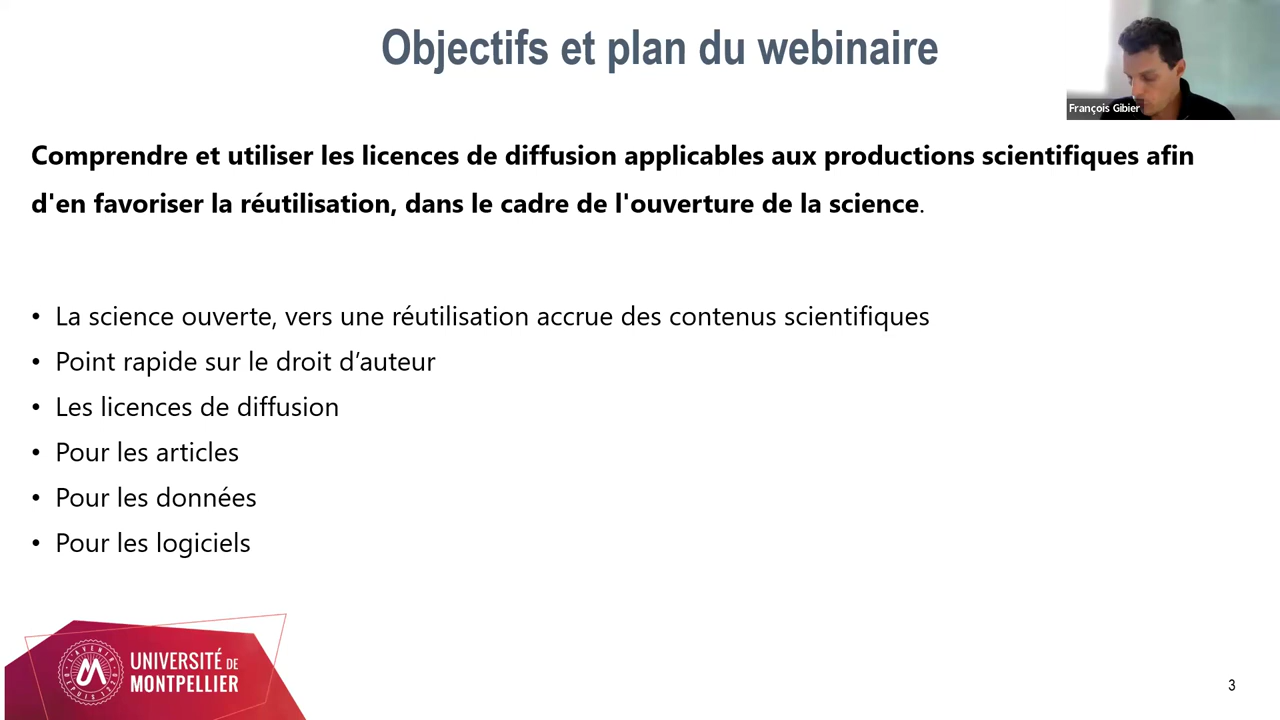 Objectifs et plan du webinaire
François Gibier
Comprendre et utiliser les licences de diffusion applicables aux productions scientifiques afin
d'en favoriser la réutilisation, dans le cadre de l'ouverture de la science.
• La science ouverte, vers une réutilisation accrue des contenus scientifiques
• Point rapide sur le droit d’auteur
• Les licences de diffusion
• Pour les articles
• Pour les données
• Pour les logiciels
UNIVERSITÉ DE
MONTPELLIER
3